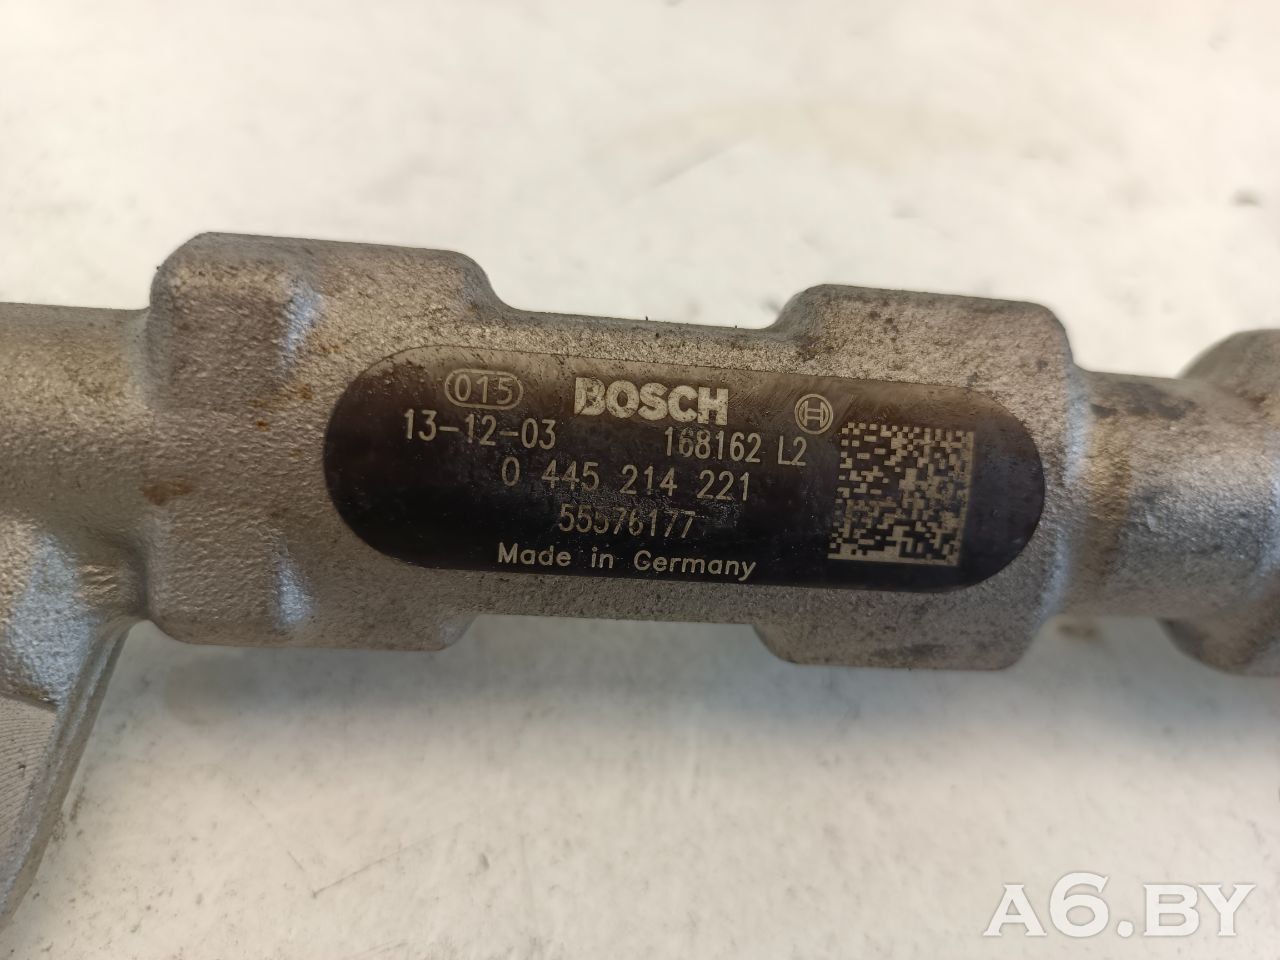 015 BOSCH
13-12-03 168162 L2
0 445 214 221
55576177
Made in Germany
A6.BY